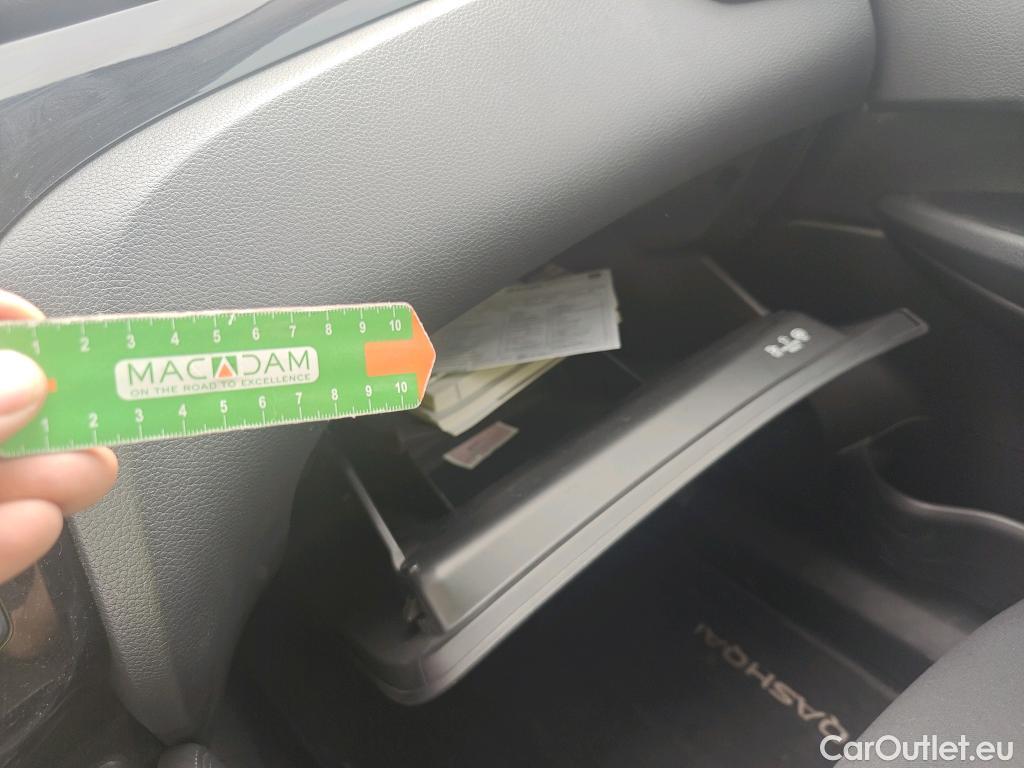 1 2 3 4 5 6 7 8 9 10
MACADAM
ON THE ROAD TO EXCELLENCE
1 2 3 4 5 6 7 8 9 10
QASHQAI
CarOutlet.eu